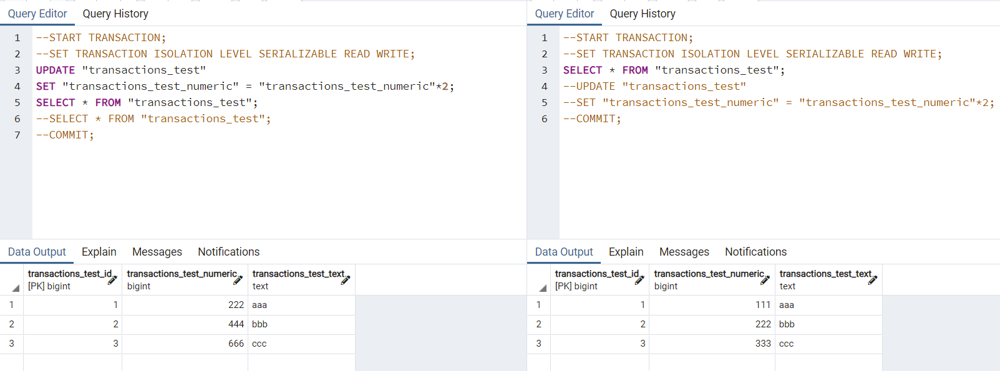 Query Editor Query History
1 --START TRANSACTION;
2 --SET TRANSACTION ISOLATION LEVEL SERIALIZABLE READ WRITE;
3 UPDATE "transactions_test"
4 SET "transactions_test_numeric" = "transactions_test_numeric"*2;
5 SELECT * FROM "transactions_test";
6 --SELECT * FROM "transactions_test";
7 --COMMIT;
Data Output Explain Messages Notifications
transactions_test_id transactions_test_numeric transactions_test_text
[PK] bigint bigint text
1 1 222 aaa
2 2 444 bbb
3 3 666 ccc
Query Editor Query History
1 --START TRANSACTION;
2 --SET TRANSACTION ISOLATION LEVEL SERIALIZABLE READ WRITE;
3 SELECT * FROM "transactions_test";
4 --UPDATE "transactions_test"
5 --SET "transactions_test_numeric" = "transactions_test_numeric"*2;
6 --COMMIT;
Data Output Explain Messages Notifications
transactions_test_id transactions_test_numeric transactions_test_text
[PK] bigint bigint text
1 1 111 aaa
2 2 222 bbb
3 3 333 ccc